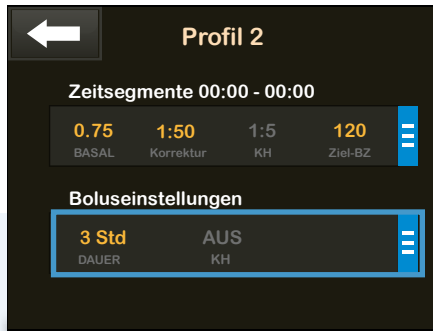 Profil 2
Zeitsegmente 00:00 - 00:00
0.75 1:50 1:5 120
BASAL Korrektur KH Ziel-BZ
Boluseinstellungen
3 Std AUS
DAUER KH